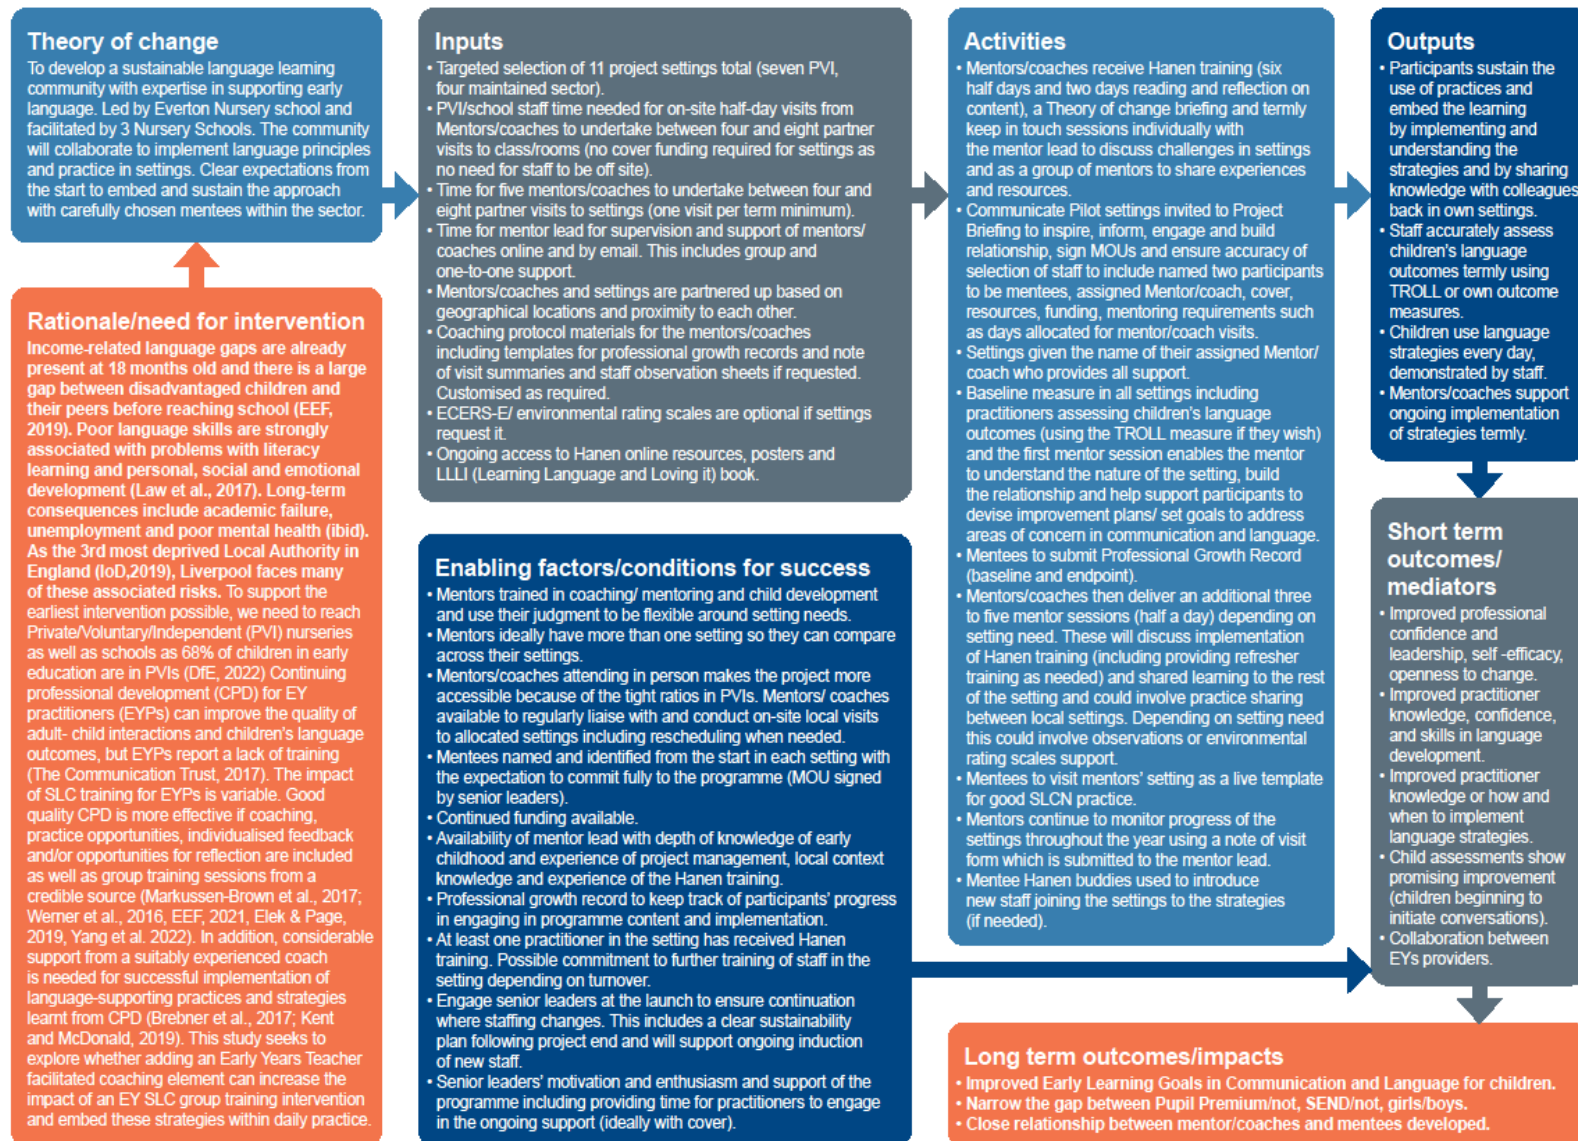 Theory of change
To develop a sustainable language learning
community with expertise in supporting early
language. Led by Everton Nursery school and
facilitated by 3 Nursery Schools. The community
will collaborate to implement language principles
and practice in settings. Clear expectations from
the start to embed and sustain the approach
with carefully chosen mentees within the sector.
Rationale/need for intervention
Income-related language gaps are already
present at 18 months old and there is a large
gap between disadvantaged children and
their peers before reaching school (EEF,
2019). Poor language skills are strongly
associated with problems with literacy
learning and personal, social and emotional
development (Law et al., 2017). Long-term
consequences include academic failure,
unemployment and poor mental health (ibid).
As the 3rd most deprived Local Authority in
England (IoD,2019), Liverpool faces many
of these associated risks. To support the
earliest intervention possible, we need to reach
Private/Voluntary/Independent (PVI) nurseries
as well as schools as 68% of children in early
education are in PVIs (DfE, 2022) Continuing
professional development (CPD) for EY
practitioners (EYPs) can improve the quality of
adult- child interactions and children's language
outcomes, but EYPs report a lack of training
(The Communication Trust, 2017). The impact
of SLC training for EYPs is variable. Good
quality CPD is more effective if coaching,
practice opportunities, individualised feedback
and/or opportunities for reflection are included
as well as group training sessions from a
credible source (Markussen-Brown et al., 2017;
Werner et al., 2016, EEF, 2021, Elek & Page,
2019, Yang et al. 2022). In addition, considerable
support from a suitably experienced coach
is needed for successful implementation of
language-supporting practices and strategies
learnt from CPD (Brebner et al., 2017; Kent
and McDonald, 2019). This study seeks to
explore whether adding an Early Years Teacher
facilitated coaching element can increase the
impact of an EY SLC group training intervention
and embed these strategies within daily practice.
Inputs
• Targeted selection of 11 project settings total (seven PVI,
four maintained sector).
• PVI/school staff time needed for on-site half-day visits from
Mentors/coaches to undertake between four and eight partner
visits to class/rooms (no cover funding required for settings as
no need for staff to be off site).
• Time for five mentors/coaches to undertake between four and
eight partner visits to settings (one visit per term minimum).
• Time for mentor lead for supervision and support of mentors/
coaches online and by email. This includes group and
one-to-one support.
• Mentors/coaches and settings are partnered up based on
geographical locations and proximity to each other.
• Coaching protocol materials for the mentors/coaches
including templates for professional growth records and note
of visit summaries and staff observation sheets if requested.
Customised as required.
• ECERS-E/ environmental rating scales are optional if settings
request it.
• Ongoing access to Hanen online resources, posters and
LLLI (Learning Language and Loving it) book.
Enabling factors/conditions for success
• Mentors trained in coaching/ mentoring and child development
and use their judgment to be flexible around setting needs.
• Mentors ideally have more than one setting so they can compare
across their settings.
• Mentors/coaches attending in person makes the project more
accessible because of the tight ratios in PVIs. Mentors/ coaches
available to regularly liaise with and conduct on-site local visits
to allocated settings including rescheduling when needed.
• Mentees named and identified from the start in each setting with
the expectation to commit fully to the programme (MOU signed
by senior leaders).
• Continued funding available.
• Availability of mentor lead with depth of knowledge of early
childhood and experience of project management, local context
knowledge and experience of the Hanen training.
• Professional growth record to keep track of participants' progress
in engaging in programme content and implementation.
• At least one practitioner in the setting has received Hanen
training. Possible commitment to further training of staff in the
setting depending on turnover.
• Engage senior leaders at the launch to ensure continuation
where staffing changes. This includes a clear sustainability
plan following project end and will support ongoing induction
of new staff.
• Senior leaders' motivation and enthusiasm and support of the
programme including providing time for practitioners to engage
in the ongoing support (ideally with cover).
Activities
• Mentors/coaches receive Hanen training (six
half days and two days reading and reflection on
content), a Theory of change briefing and termly
keep in touch sessions individually with
the mentor lead to discuss challenges in settings
and as a group of mentors to share experiences
and resources.
• Communicate Pilot settings invited to Project
Briefing to inspire, inform, engage and build
relationship, sign MOUs and ensure accuracy of
selection of staff to include named two participants
to be mentees, assigned Mentor/coach, cover,
resources, funding, mentoring requirements such
as days allocated for mentor/coach visits.
• Settings given the name of their assigned Mentor/
coach who provides all support.
• Baseline measure in all settings including
practitioners assessing children's language
outcomes (using the TROLL measure if they wish)
and the first mentor session enables the mentor
to understand the nature of the setting, build
the relationship and help support participants to
devise improvement plans/ set goals to address
areas of concern in communication and language.
• Mentees to submit Professional Growth Record
(baseline and endpoint).
• Mentors/coaches then deliver an additional three
to five mentor sessions (half a day) depending on
setting need. These will discuss implementation
of Hanen training (including providing refresher
training as needed) and shared learning to the rest
of the setting and could involve practice sharing
between local settings. Depending on setting need
this could involve observations or environmental
rating scales support.
• Mentees to visit mentors' setting as a live template
for good SLCN practice.
• Mentors continue to monitor progress of the
settings throughout the year using a note of visit
form which is submitted to the mentor lead.
• Mentee Hanen buddies used to introduce
new staff joining the settings to the strategies
(if needed).
Outputs
• Participants sustain the
use of practices and
embed the learning
by implementing and
understanding the
strategies and by sharing
knowledge with colleagues
back in own settings.
• Staff accurately assess
children's language
outcomes termly using
TROLL or own outcome
measures.
• Children use language
strategies every day,
demonstrated by staff.
• Mentors/coaches support
ongoing implementation
of strategies termly.
Short term
outcomes/
mediators
• Improved professional
confidence and
leadership, self -efficacy,
openness to change.
• Improved practitioner
knowledge, confidence,
and skills in language
development.
• Improved practitioner
knowledge or how and
when to implement
language strategies.
• Child assessments show
promising improvement
(children beginning to
initiate conversations).
• Collaboration between
EYs providers.
Long term outcomes/impacts
• Improved Early Learning Goals in Communication and Language for children.
• Narrow the gap between Pupil Premium/not, SEND/not, girls/boys.
• Close relationship between mentor/coaches and mentees developed.